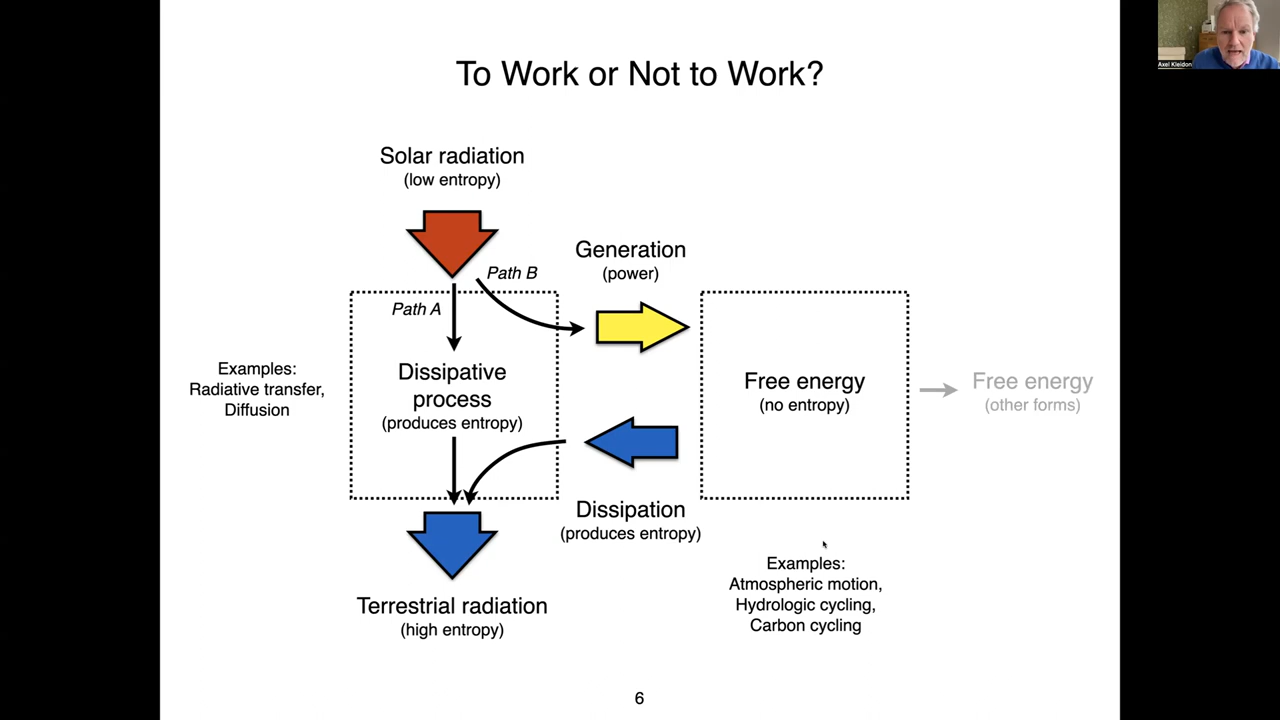 To Work or Not to Work?
Axel Kleidon
Solar radiation
(low entropy)
Generation
(power)
Path B
Path A
Examples:
Radiative transfer,
Diffusion
Dissipative
process
(produces entropy)
Free energy
(no entropy)
Free energy
(other forms)
Dissipation
(produces entropy)
Examples:
Atmospheric motion,
Hydrologic cycling,
Carbon cycling
Terrestrial radiation
(high entropy)
6